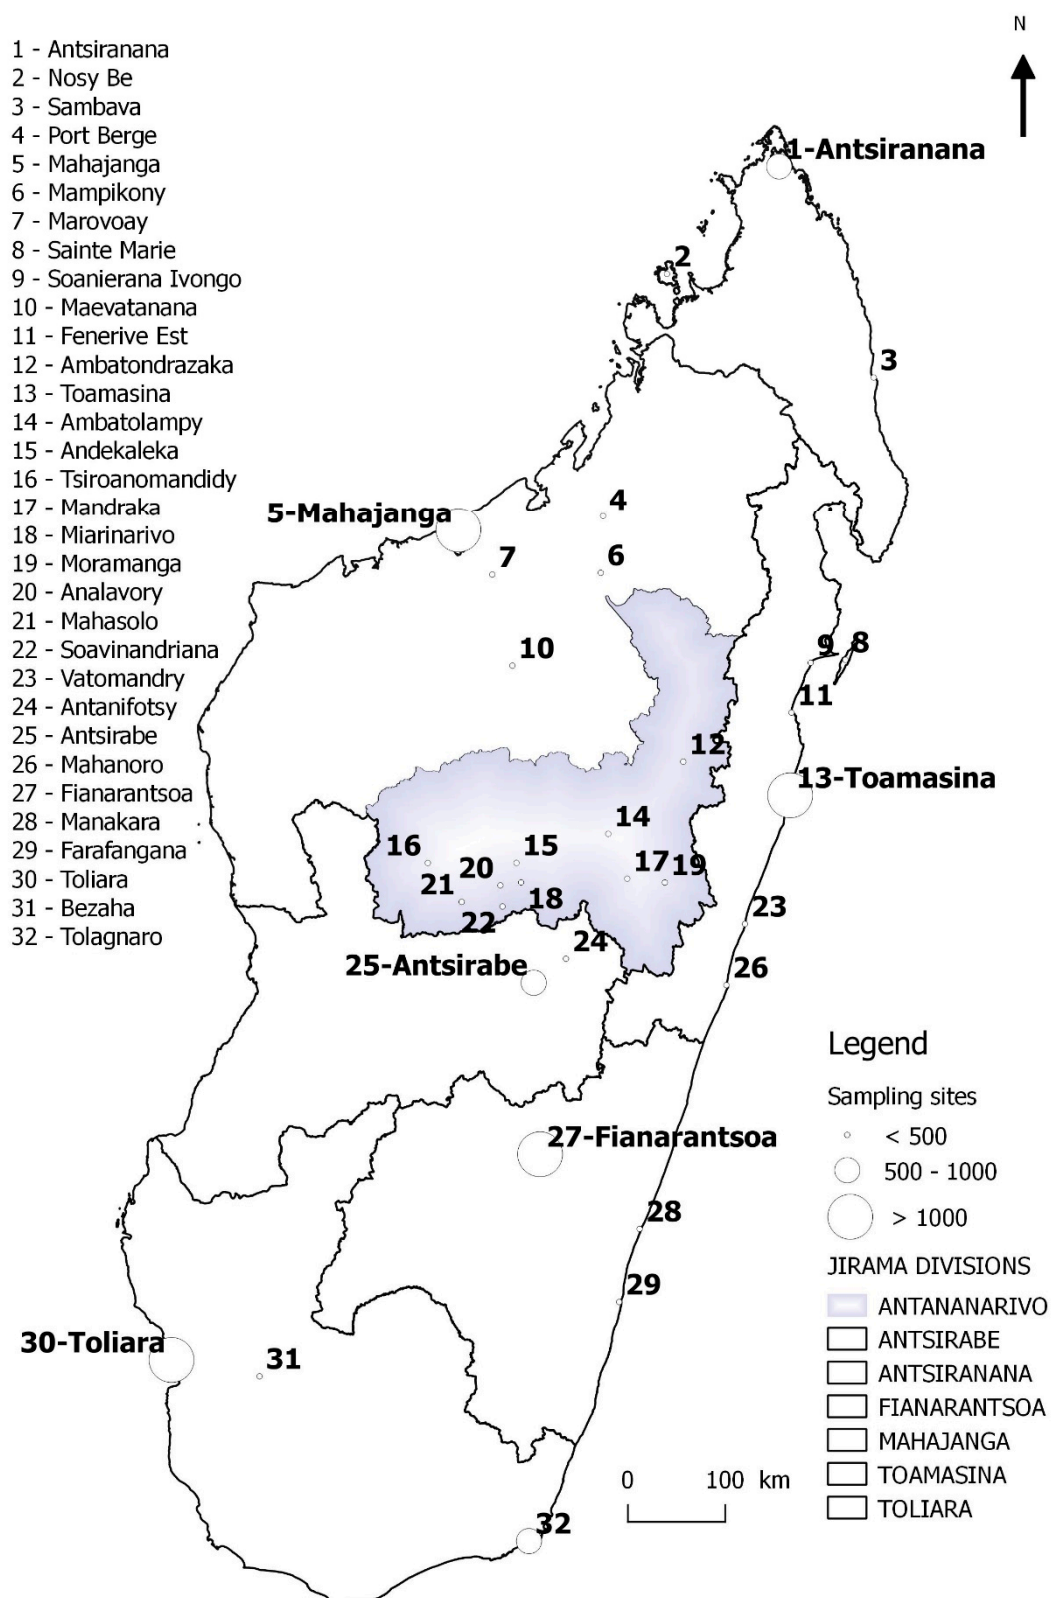 N
1 - Antsiranana
2 - Nosy Be
3 - Sambava
4 - Port Berge
5 - Mahajanga
6 - Mampikony
7 - Marovoay
8 - Sainte Marie
9 - Soanierana Ivongo
10 - Maevatanana
11 - Fenerive Est
12 - Ambatondrazaka
13 - Toamasina
14 - Ambatolampy
15 - Andekaleka
16 - Tsiroanomandidy
17 - Mandraka
18 - Miarinarivo
19 - Moramanga
20 - Analavory
21 - Mahasolo
22 - Soavinandriana
23 - Vatomandry
24 - Antanifotsy
25 - Antsirabe
26 - Mahanoro
27 - Fianarantsoa
28 - Manakara
29 - Farafangana
30 - Toliara
31 - Bezaha
32 - Tolagnaro
1-Antsiranana
2
3
4
5-Mahajanga
6
7
8
9
10
11
12
13-Toamasina
14
15
16
17
19
20
21
18
22
23
24
25-Antsirabe
26
27-Fianarantsoa
28
29
30-Toliara
31
32
Legend
Sampling sites
< 500
500 - 1000
> 1000
JIRAMA DIVISIONS
ANTANANARIVO
ANTSIRABE
ANTSIRANANA
FIANARANTSOA
MAHAJANGA
TOAMASINA
TOLIARA
0 100 km